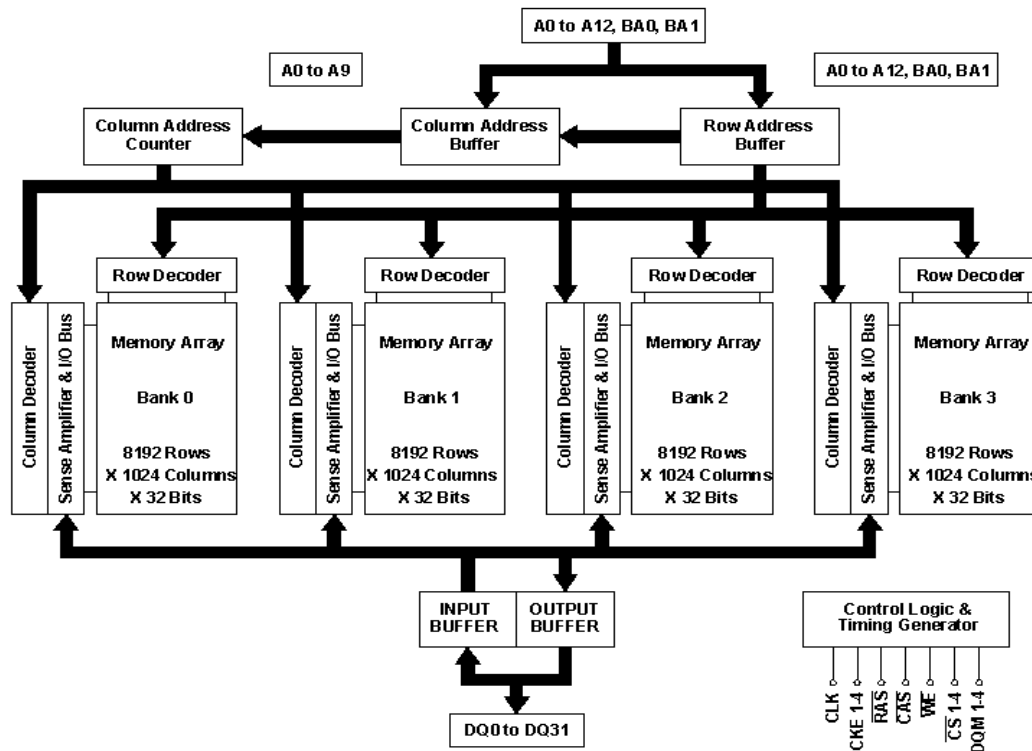 A0 to A12, BA0, BA1
A0 to A9
A0 to A12, BA0, BA1
Column Address
Counter
Column Address
Buffer
Row Address
Buffer
Row Decoder
Row Decoder
Row Decoder
Row Decoder
Column Decoder
Sense Amplifier & I/O Bus
Memory Array
Bank 0
8192 Rows
X 1024 Columns
X 32 Bits
Column Decoder
Sense Amplifier & I/O Bus
Memory Array
Bank 1
8192 Rows
X 1024 Columns
X 32 Bits
Column Decoder
Sense Amplifier & I/O Bus
Memory Array
Bank 2
8192 Rows
X 1024 Columns
X 32 Bits
Column Decoder
Sense Amplifier & I/O Bus
Memory Array
Bank 3
8192 Rows
X 1024 Columns
X 32 Bits
INPUT
BUFFER
OUTPUT
BUFFER
Control Logic &
Timing Generator
CLK
CKE 1-4
RAS
CAS
WE
CS 1-4
DQM 1-4
DQ0 to DQ31